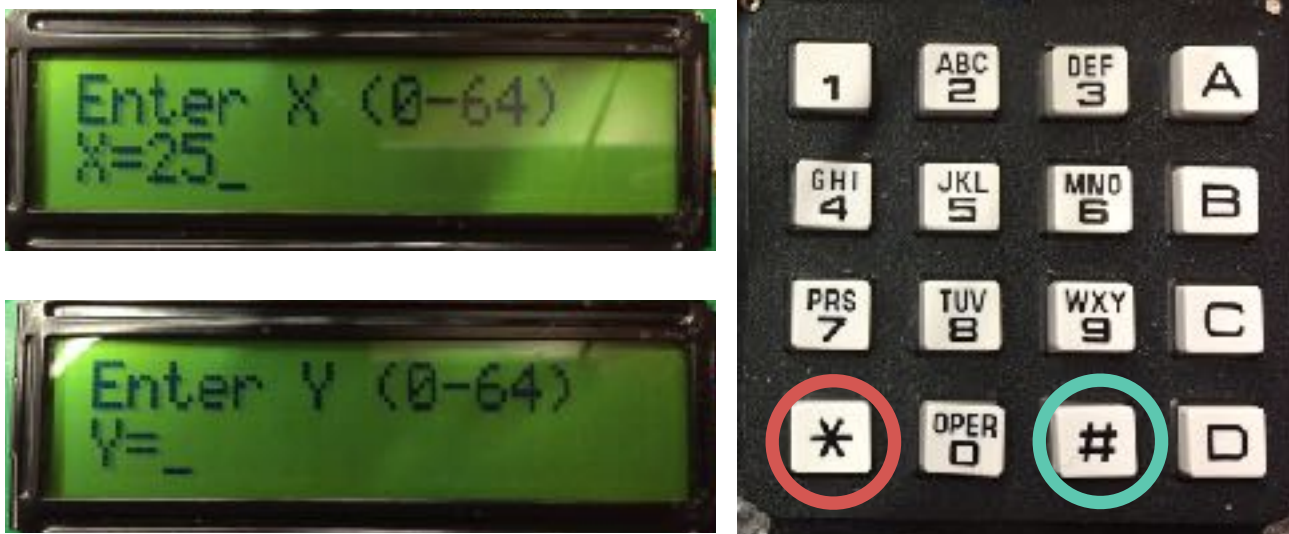 Enter X (0-64)
X=25_
Enter Y (0-64)
Y=_
1
ABC
2
DEF
3
A
GHI
4
JKL
5
MNO
6
B
PRS
7
TUV
8
WXY
9
C
*
OPER
0
#
D